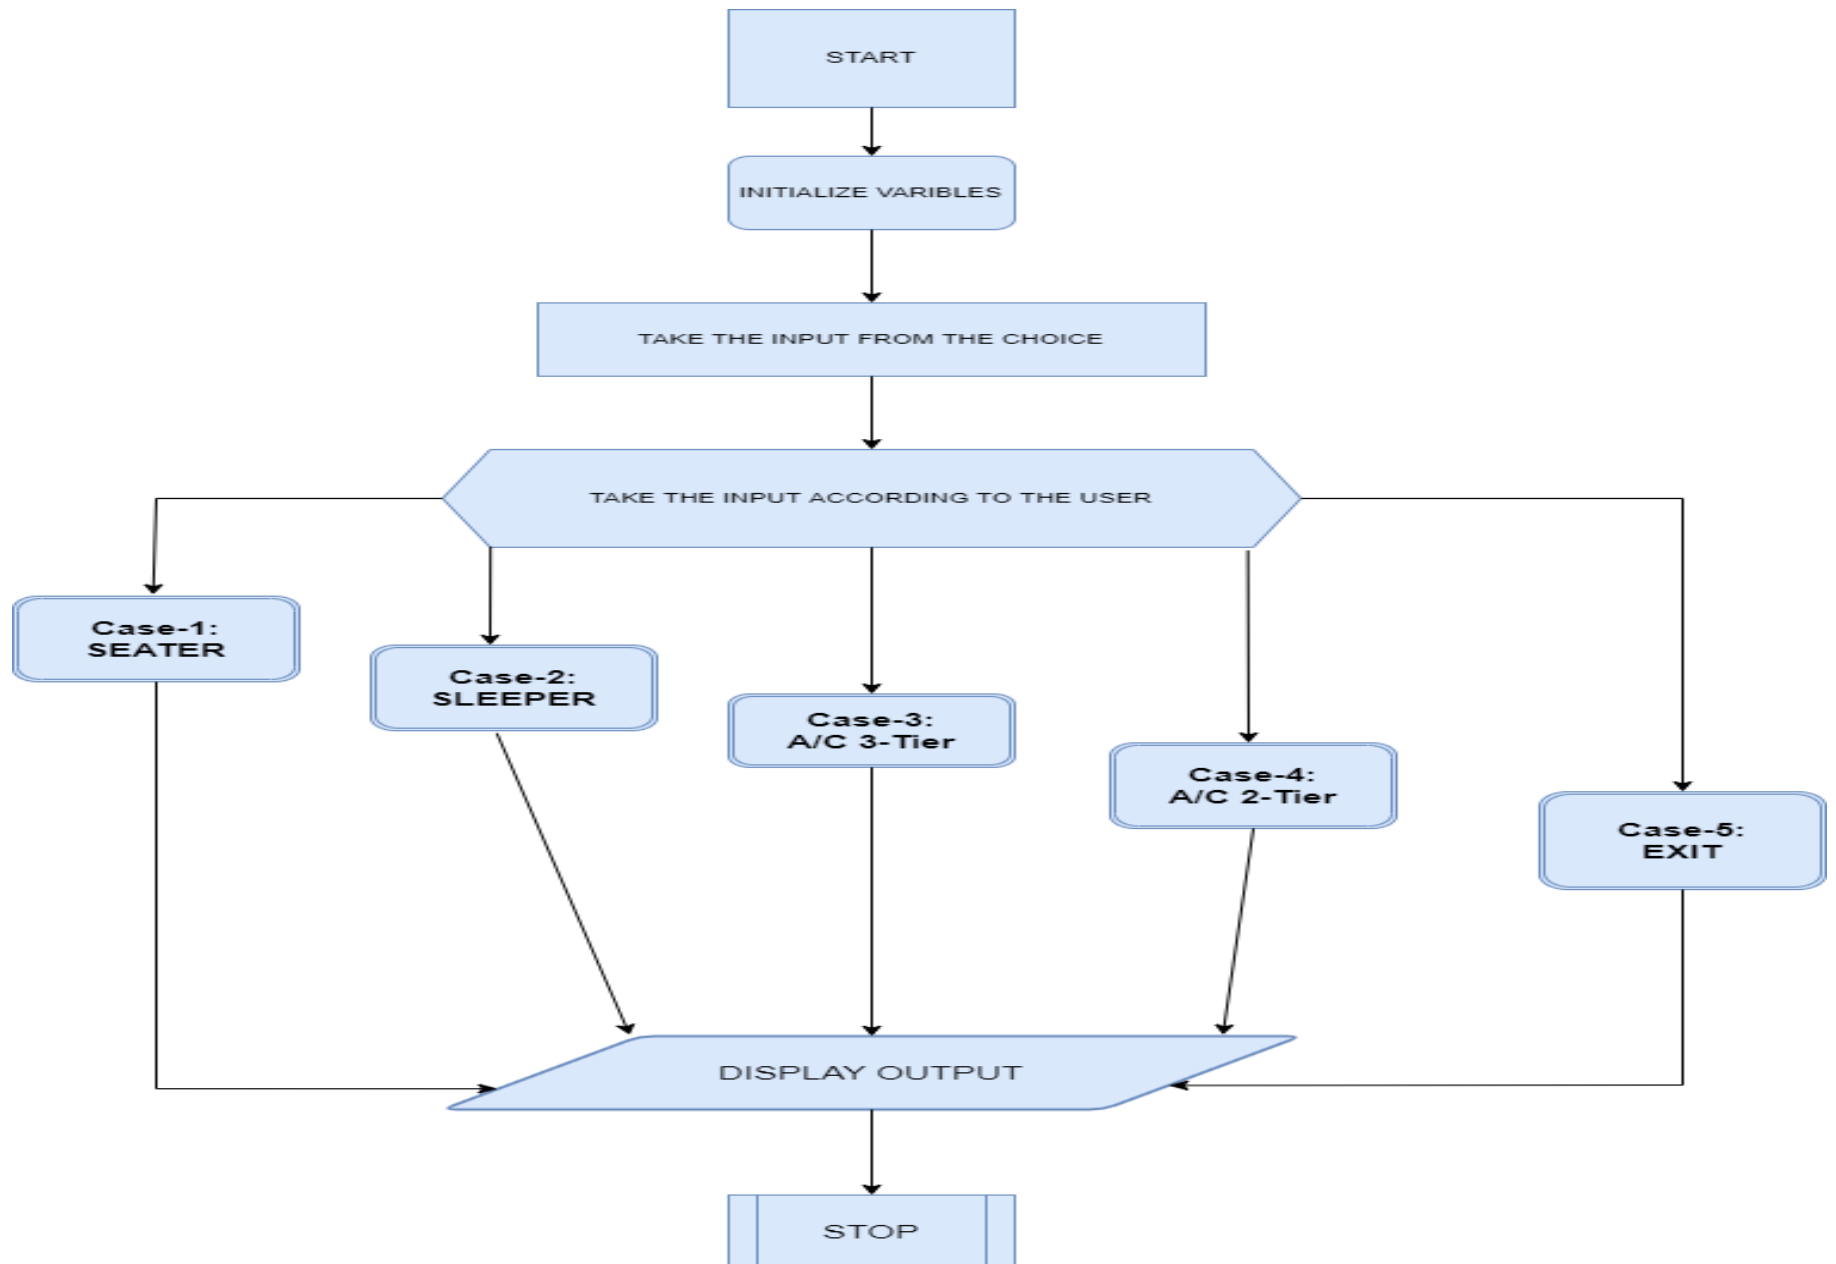 START
INITIALIZE VARIBLES
TAKE THE INPUT FROM THE CHOICE
TAKE THE INPUT ACCORDING TO THE USER
Case-1:
SEATER
Case-2:
SLEEPER
Case-3:
A/C 3-Tier
Case-4:
A/C 2-Tier
Case-5:
EXIT
DISPLAY OUTPUT
STOP